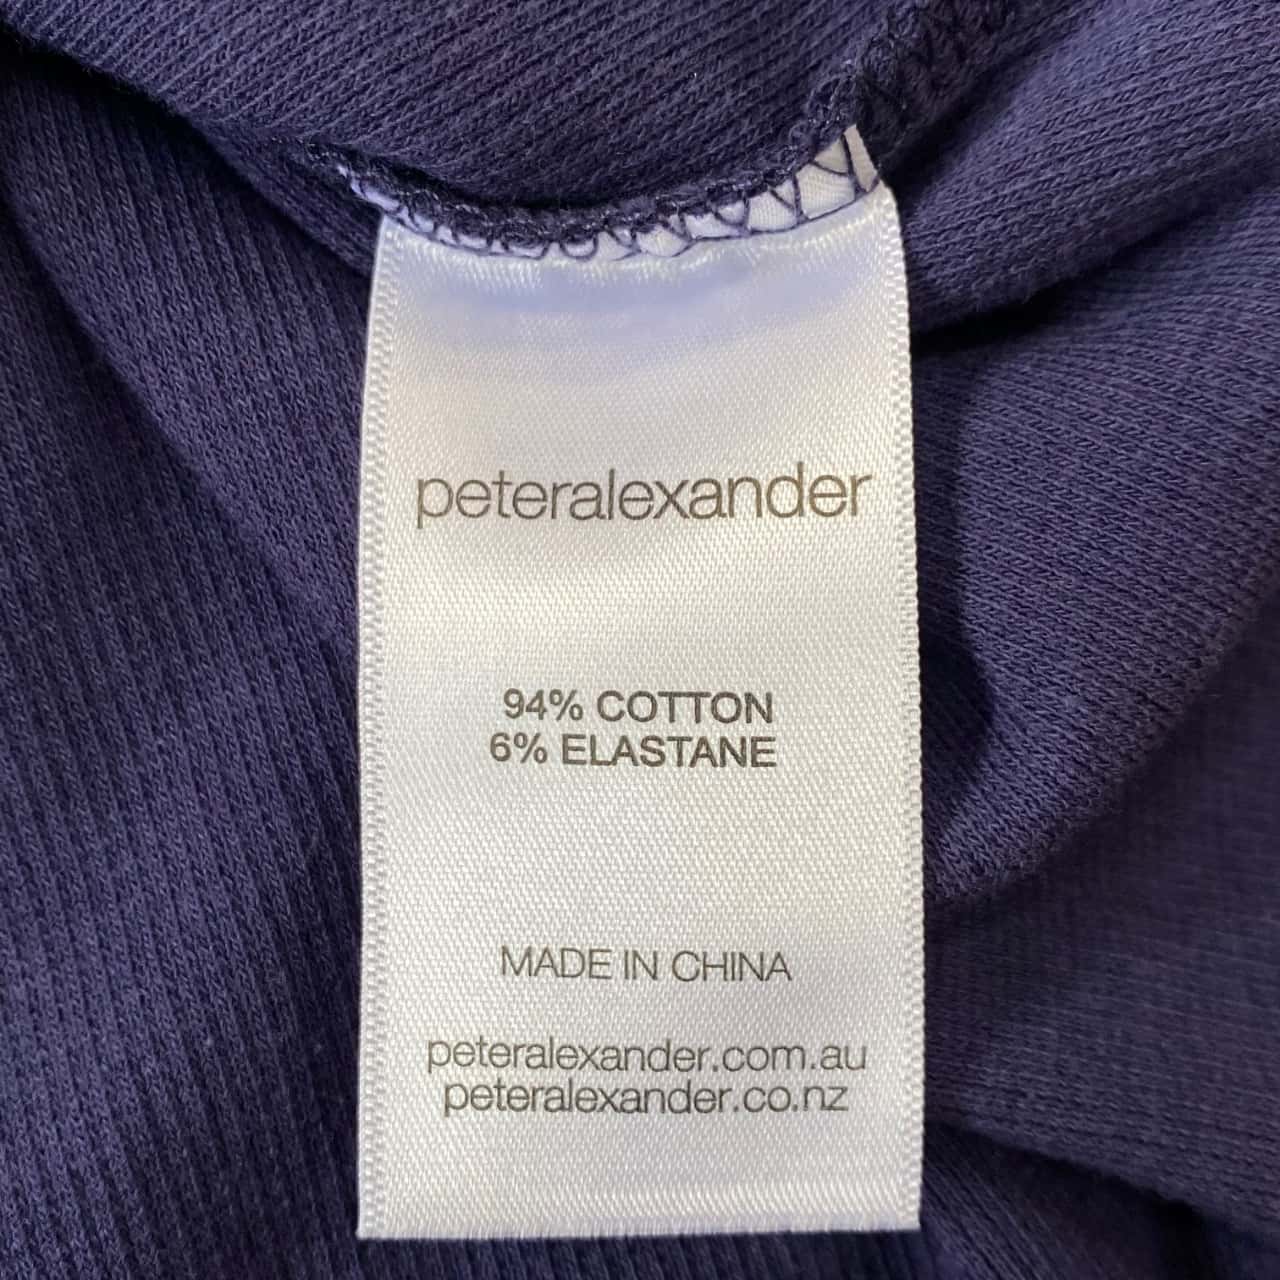 peteralexander
94% COTTON
6% ELASTANE
MADE IN CHINA
peteralexander.com.au
peteralexander.co.nz